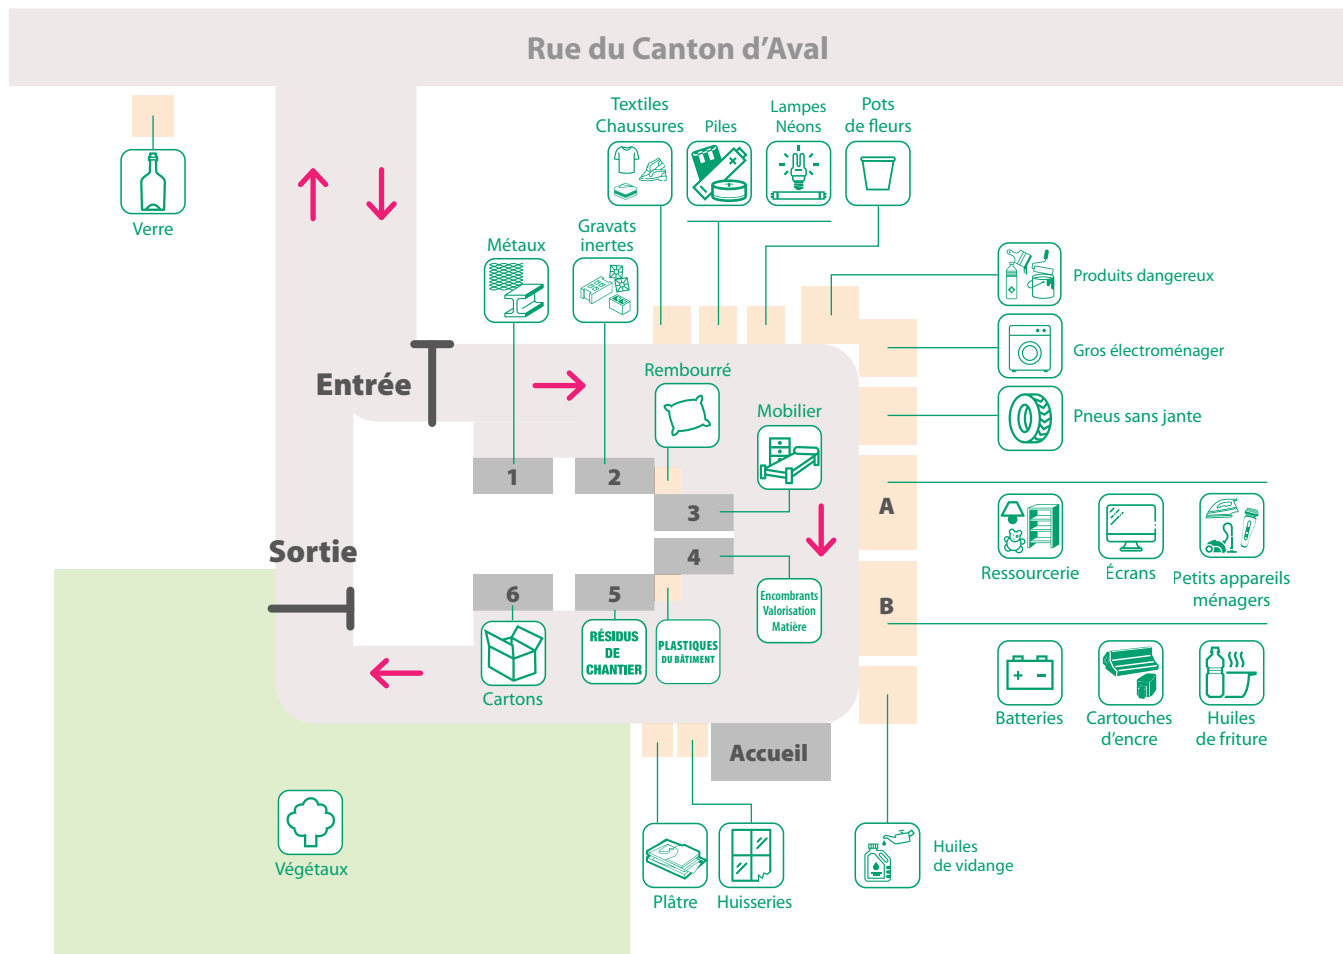 Rue du Canton d'Aval
Textiles
Chaussures
Piles
Lampes
Néons
Pots
de fleurs
Verre
Métaux
Gravats
inertes
Produits dangereux
Gros électroménager
Pneus sans jante
Entrée
Rembourré
Mobilier
1
2
3
A
Ressourcerie
Écrans
Petits appareils
ménagers
Sortie
4
5
6
B
Encombrants
Valorisation
Matière
RÉSIDUS
DE
CHANTIER
PLASTIQUES
DU BÂTIMENT
Cartons
Batteries
Cartouches
d'encre
Huiles
de friture
Accueil
Végétaux
Plâtre
Huisseries
Huiles
de vidange